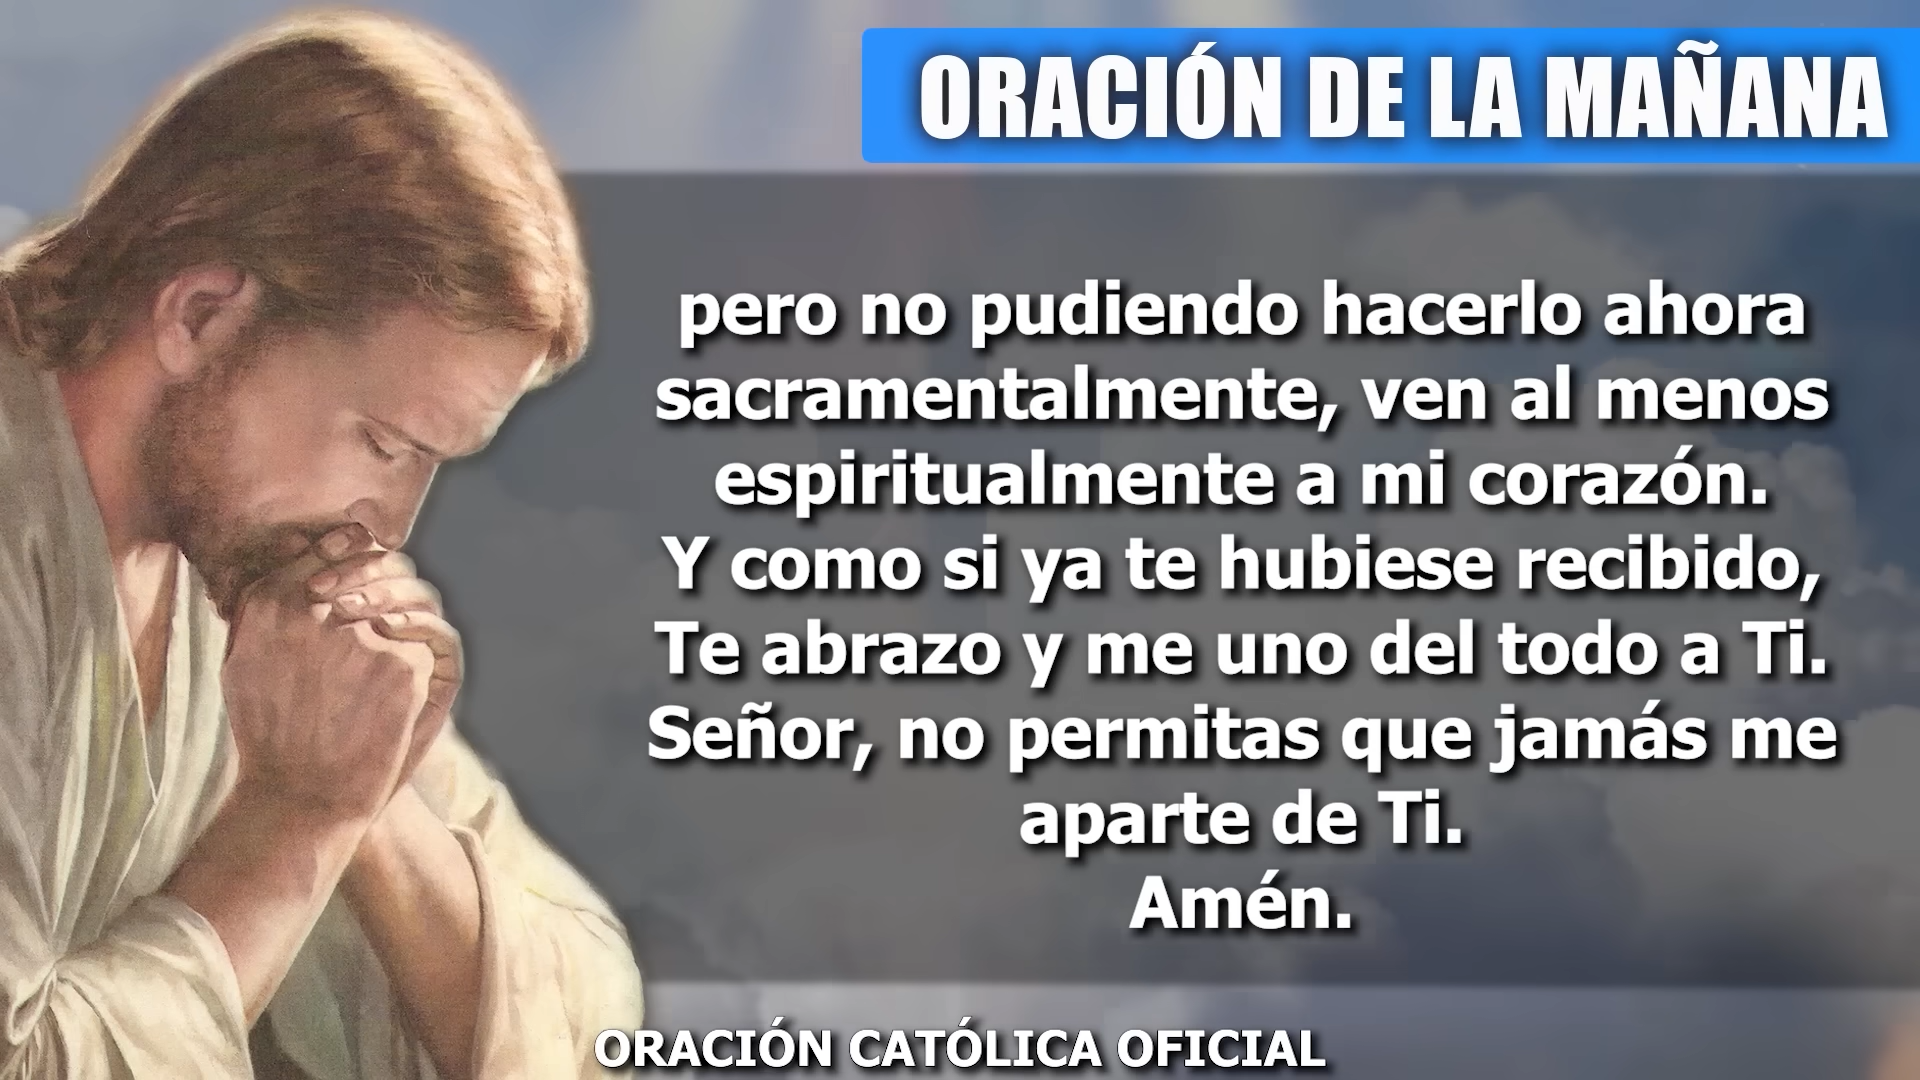 ORACIÓN DE LA MAÑANA
pero no pudiendo hacerlo ahora
sacramentalmente, ven al menos
espiritualmente a mi corazón.
Y como si ya te hubiese recibido,
Te abrazo y me uno del todo a Ti.
Señor, no permitas que jamás me
aparte de Ti.
Amén.
ORACIÓN CATÓLICA OFICIAL